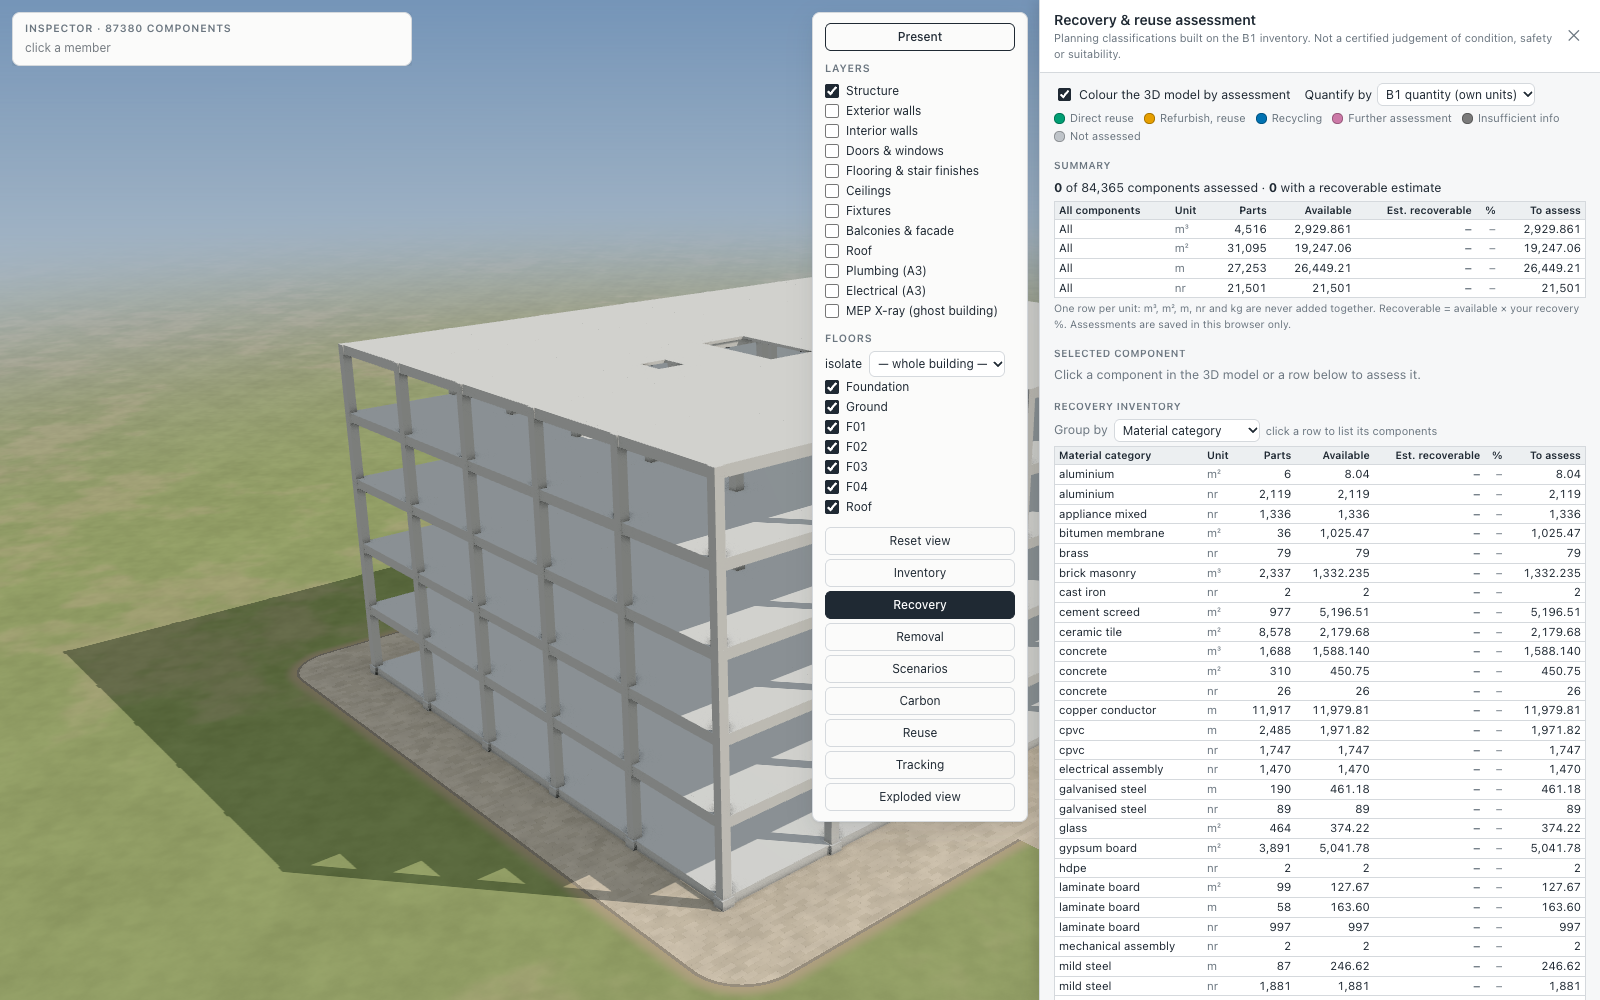 INSPECTOR · 87380 COMPONENTS
click a member
Present
LAYERS
Structure
Exterior walls
Interior walls
Doors & windows
Flooring & stair finishes
Ceilings
Fixtures
Balconies & facade
Roof
Plumbing (A3)
Electrical (A3)
MEP X-ray (ghost building)
FLOORS
isolate — whole building —
Foundation
Ground
F01
F02
F03
F04
Roof
Reset view
Inventory
Recovery
Removal
Scenarios
Carbon
Reuse
Tracking
Exploded view
Recovery & reuse assessment
Planning classifications built on the B1 inventory. Not a certified judgement of condition, safety
or suitability.
Colour the 3D model by assessment Quantify by B1 quantity (own units)
Direct reuse Refurbish, reuse Recycling Further assessment Insufficient info
Not assessed
SUMMARY
0 of 84,365 components assessed · 0 with a recoverable estimate
All components Unit Parts Available Est. recoverable % To assess
All m³ 4,516 2,929.861 – – 2,929.861
All m² 31,095 19,247.06 – – 19,247.06
All m 27,253 26,449.21 – – 26,449.21
All nr 21,501 21,501 – – 21,501
One row per unit: m³, m², m, nr and kg are never added together. Recoverable = available × your recovery
%. Assessments are saved in this browser only.
SELECTED COMPONENT
Click a component in the 3D model or a row below to assess it.
RECOVERY INVENTORY
Group by Material category click a row to list its components
Material category Unit Parts Available Est. recoverable % To assess
aluminium m² 6 8.04 – – 8.04
aluminium nr 2,119 2,119 – – 2,119
appliance mixed nr 1,336 1,336 – – 1,336
bitumen membrane m² 36 1,025.47 – – 1,025.47
brass nr 79 79 – – 79
brick masonry m³ 2,337 1,332.235 – – 1,332.235
cast iron nr 2 2 – – 2
cement screed m² 977 5,196.51 – – 5,196.51
ceramic tile m² 8,578 2,179.68 – – 2,179.68
concrete m³ 1,688 1,588.140 – – 1,588.140
concrete m² 310 450.75 – – 450.75
concrete nr 26 26 – – 26
copper conductor m 11,917 11,979.81 – – 11,979.81
cpvc m 2,485 1,971.82 – – 1,971.82
cpvc nr 1,747 1,747 – – 1,747
electrical assembly nr 1,470 1,470 – – 1,470
galvanised steel m 190 461.18 – – 461.18
galvanised steel nr 89 89 – – 89
glass m² 464 374.22 – – 374.22
gypsum board m² 3,891 5,041.78 – – 5,041.78
hdpe nr 2 2 – – 2
laminate board m² 99 127.67 – – 127.67
laminate board m 58 163.60 – – 163.60
laminate board nr 997 997 – – 997
mechanical assembly nr 2 2 – – 2
mild steel m 87 246.62 – – 246.62
mild steel nr 1,881 1,881 – – 1,881